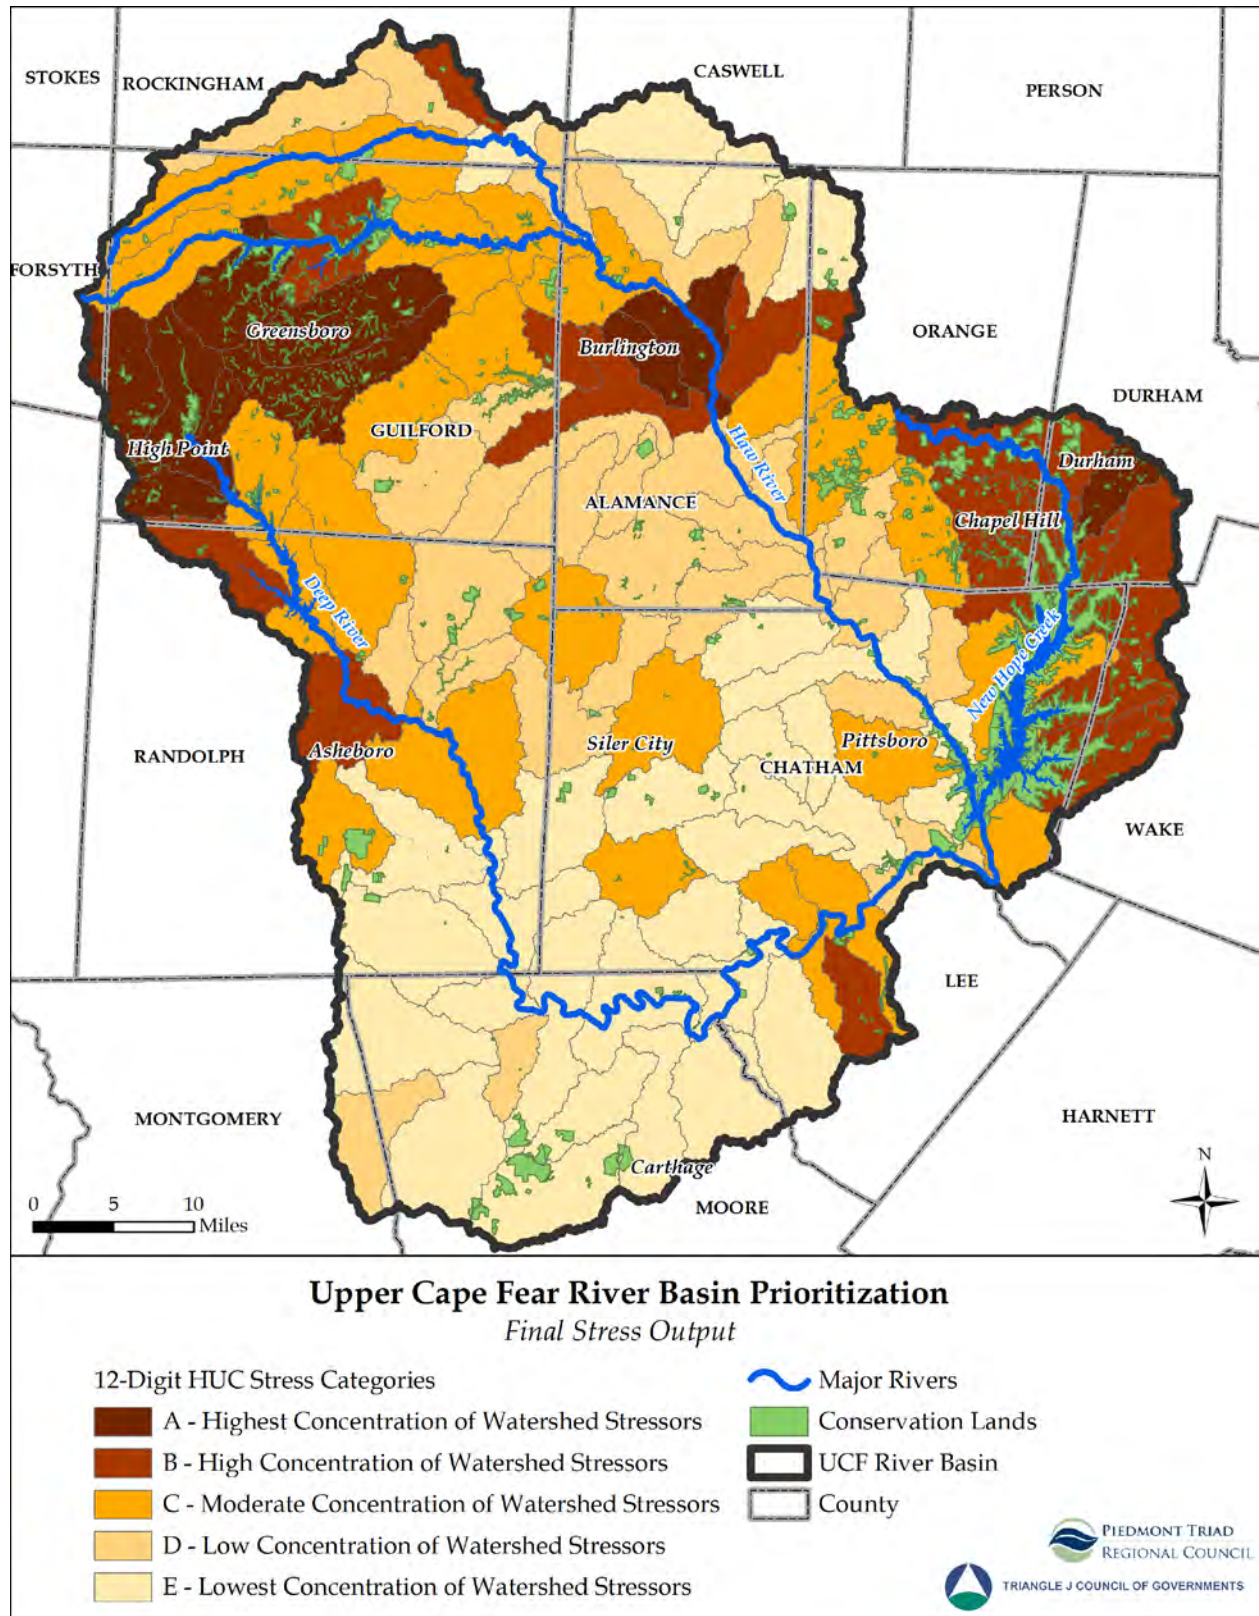 STOKES
ROCKINGHAM
CASWELL
PERSON
FORSYTH
ORANGE
DURHAM
Greensboro
Burlington
High Point
GUILFORD
Haw River
Durham
ALAMANCE
Chapel Hill
Deep River
New Hope Creek
RANDOLPH
Asheboro
Siler City
Pittsboro
CHATHAM
WAKE
LEE
MONTGOMERY
HARNETT
Carthage
MOORE
N
0 5 10
Miles
Upper Cape Fear River Basin Prioritization
Final Stress Output
12-Digit HUC Stress Categories
A - Highest Concentration of Watershed Stressors
B - High Concentration of Watershed Stressors
C - Moderate Concentration of Watershed Stressors
D - Low Concentration of Watershed Stressors
E - Lowest Concentration of Watershed Stressors
Major Rivers
Conservation Lands
UCF River Basin
County
PIEDMONT TRIAD
REGIONAL COUNCIL
TRIANGLE J COUNCIL OF GOVERNMENTS